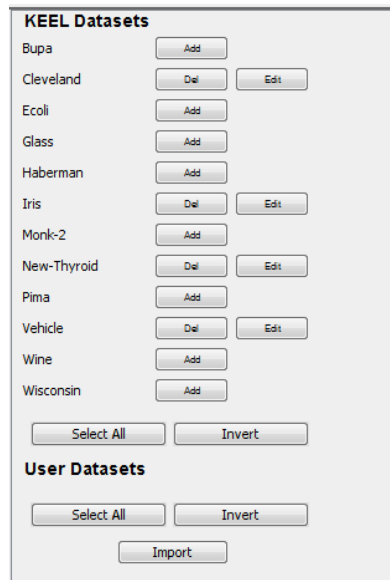 KEEL Datasets
Bupa Add
Cleveland Del Edit
Ecoli Add
Glass Add
Haberman Add
Iris Del Edit
Monk-2 Add
New-Thyroid Del Edit
Pima Add
Vehicle Del Edit
Wine Add
Wisconsin Add
Select All Invert
User Datasets
Select All Invert
Import